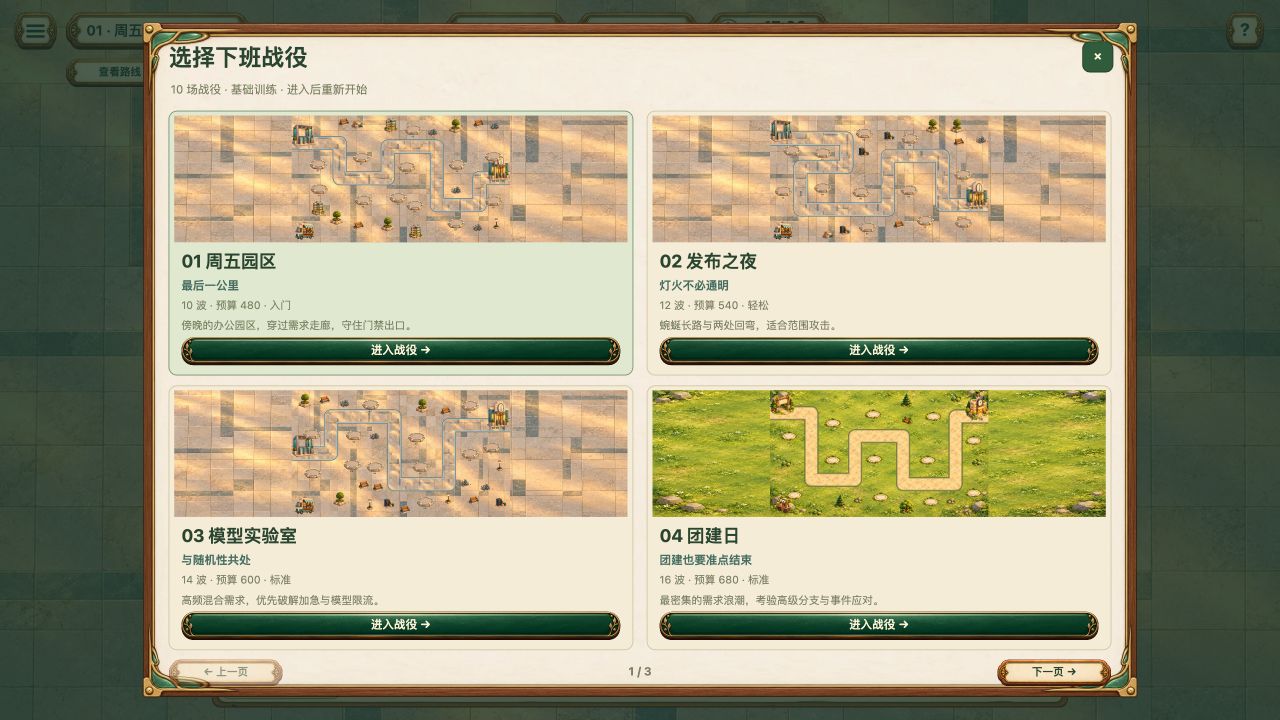 01 · 周五
?
查看路线
选择下班战役
×
10 场战役 · 基础训练 · 进入后重新开始
01 周五园区
最后一公里
10 波 · 预算 480 · 入门
傍晚的办公园区，穿过需求走廊，守住门禁出口。
进入战役 →
02 发布之夜
灯火不必通明
12 波 · 预算 540 · 轻松
蜿蜒长路与两处回弯，适合范围攻击。
进入战役 →
03 模型实验室
与随机性共处
14 波 · 预算 600 · 标准
高频混合需求，优先破解加急与模型限流。
进入战役 →
04 团建日
团建也要准点结束
16 波 · 预算 680 · 标准
最密集的需求浪潮，考验高级分支与事件应对。
进入战役 →
← 上一页
1 / 3
下一页 →